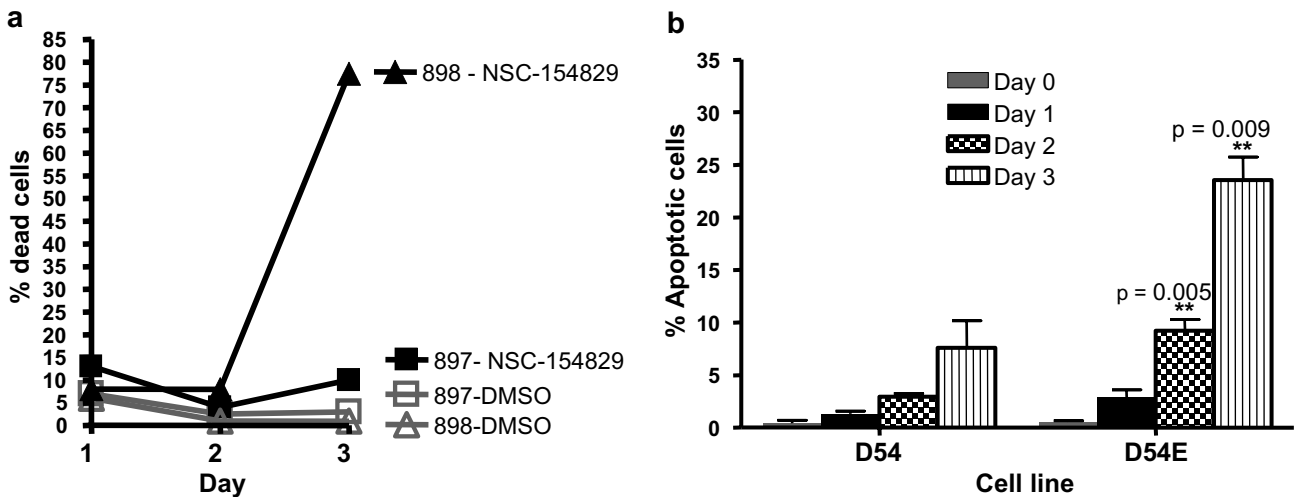 a
85
80
75
70
65
60
55
50
45
40
35
30
25
20
15
10
5
0
% dead cells
1
2
3
Day
898 - NSC-154829
897- NSC-154829
897-DMSO
898-DMSO
b
35
30
25
20
15
10
5
0
% Apoptotic cells
Day 0
Day 1
Day 2
Day 3
p = 0.009
**
p = 0.005
**
D54
D54E
Cell line